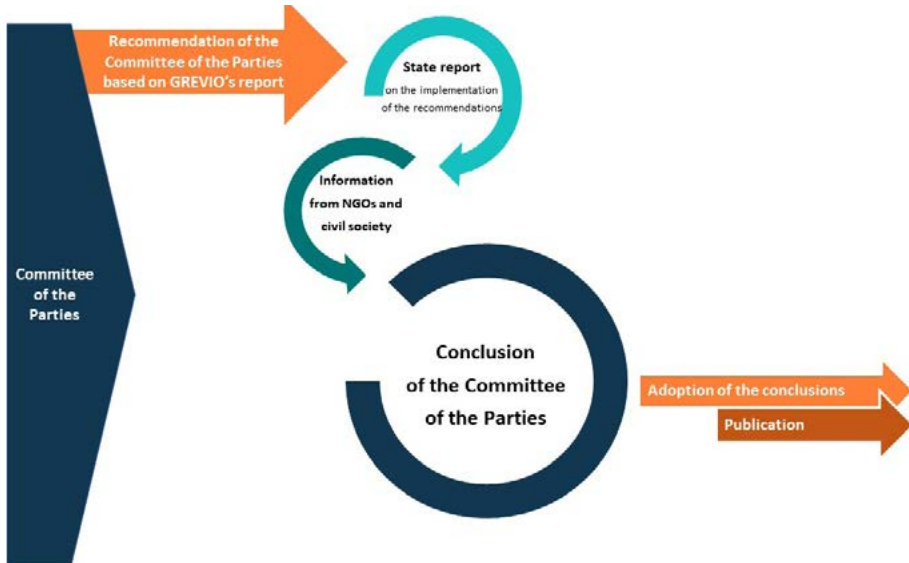 Recommendation of the
Committee of the Parties
based on GREVIO's report
State report
on the implementation
of the recommendations
Information
from NGOs and
civil society
Committee
of the
Parties
Conclusion
of the Committee
of the Parties
Adoption of the conclusions
Publication